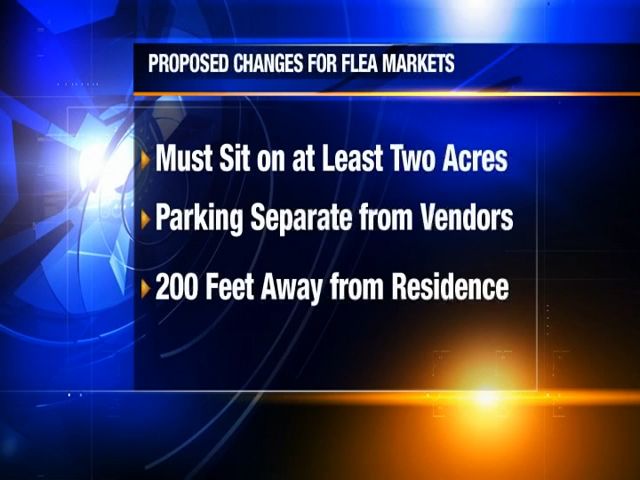 PROPOSED CHANGES FOR FLEA MARKETS
Must Sit on at Least Two Acres
Parking Separate from Vendors
200 Feet Away from Residence